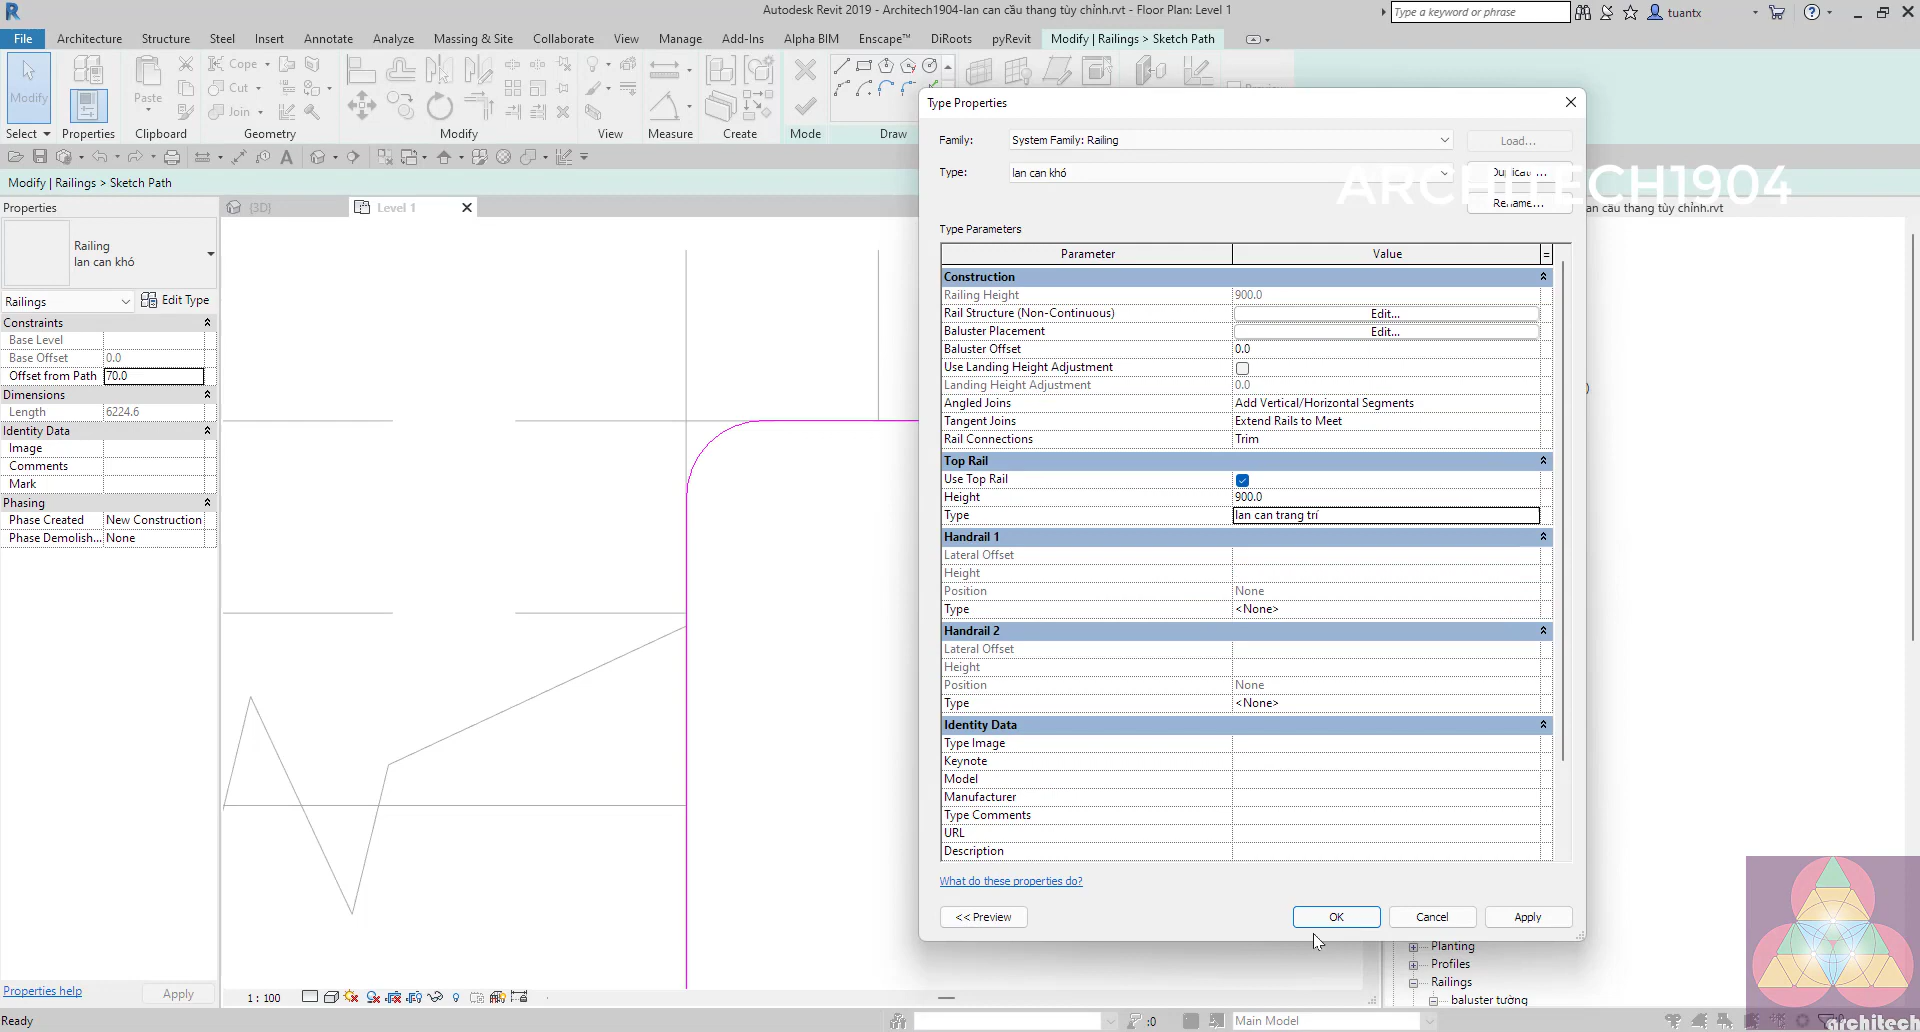 Autodesk Revit 2019 - Architech1904-lan can cầu thang tùy chỉnh.rvt - Floor Plan: Level 1
Type a keyword or phrase
tuantx
File Architecture Structure Steel Insert Annotate Analyze Massing & Site Collaborate View Manage Add-Ins Alpha BIM Enscape™ DiRoots pyRevit Modify | Railings > Sketch Path
Modify Paste Cope Cut Join
Select Properties Clipboard Geometry Modify View Measure Create Mode Draw
Modify | Railings > Sketch Path
Properties
{3D} Level 1
an cầu thang tùy chỉnh.rvt
Railing
lan can khó
Railings Edit Type
Constraints
Base Level
Base Offset 0.0
Offset from Path 70.0
Dimensions
Length 6224.6
Identity Data
Image
Comments
Mark
Phasing
Phase Created New Construction
Phase Demolish... None
Properties help Apply
Type Properties
Family: System Family: Railing Load...
Type: lan can khó Duplicate...
ARCHITECH1904
Rename...
Type Parameters
Parameter Value =
Construction
Railing Height 900.0
Rail Structure (Non-Continuous) Edit...
Baluster Placement Edit...
Baluster Offset 0.0
Use Landing Height Adjustment
Landing Height Adjustment 0.0
Angled Joins Add Vertical/Horizontal Segments
Tangent Joins Extend Rails to Meet
Rail Connections Trim
Top Rail
Use Top Rail
Height 900.0
Type lan can trang trí
Handrail 1
Lateral Offset
Height
Position None
Type <None>
Handrail 2
Lateral Offset
Height
Position None
Type <None>
Identity Data
Type Image
Keynote
Model
Manufacturer
Type Comments
URL
Description
What do these properties do?
<< Preview OK Cancel Apply
Planting
Profiles
Railings
baluster tường
1 : 100
Ready
:0
Main Model
architech